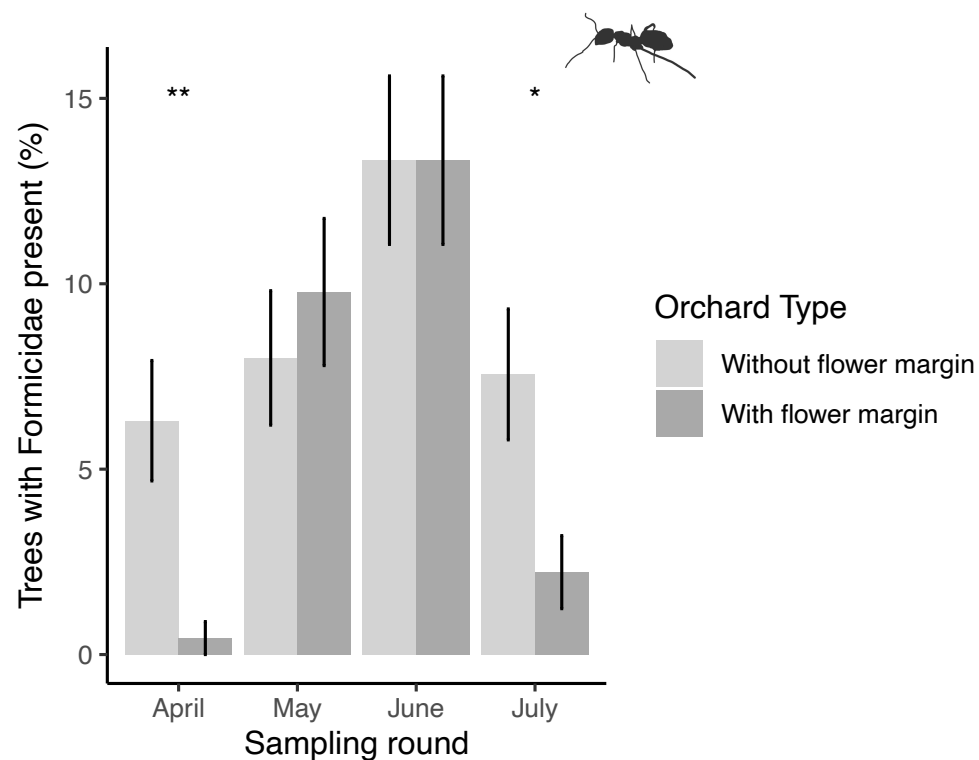 ** *
15
10
5
0
Trees with Formicidae present (%)
April May June July
Sampling round
Orchard Type
Without flower margin
With flower margin